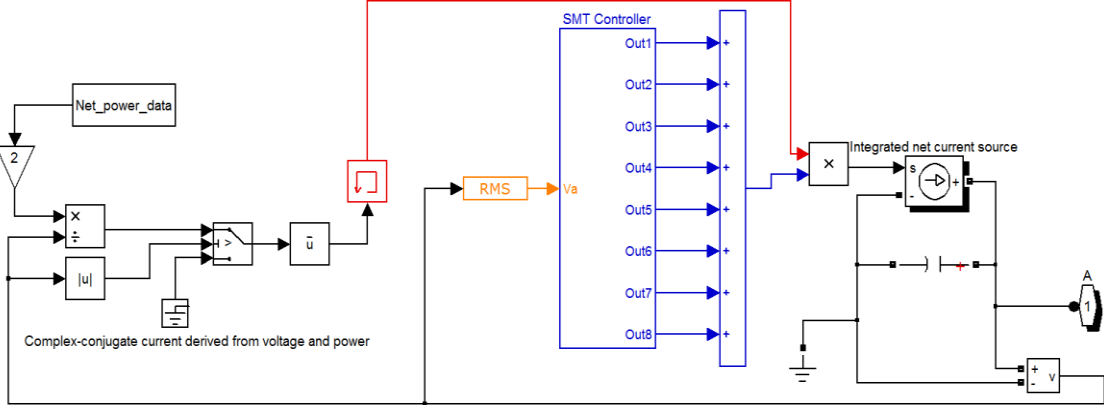 SMT Controller
Out1
+
Out2
+
Net_power_data
Out3
+
2
Integrated net current source
×
Out4
+
s
+
-
RMS
Va
×
÷
Out5
+
>
ū
|u|
Out6
+
+
A
1
Out7
+
Complex-conjugate current derived from voltage and power
Out8
+
+
-
v